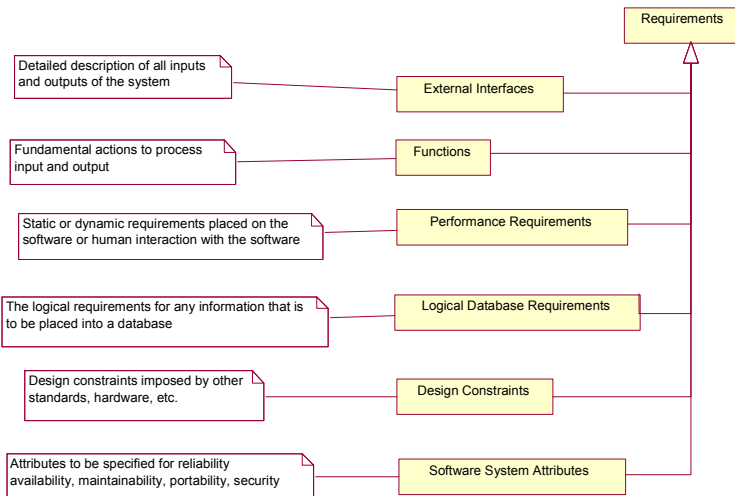 Requirements
Detailed description of all inputs
and outputs of the system
External Interfaces
Fundamental actions to process
input and output
Functions
Static or dynamic requirements placed on the
software or human interaction with the software
Performance Requirements
The logical requirements for any information that is
to be placed into a database
Logical Database Requirements
Design constraints imposed by other
standards, hardware, etc.
Design Constraints
Attributes to be specified for reliability
availability, maintainability, portability, security
Software System Attributes